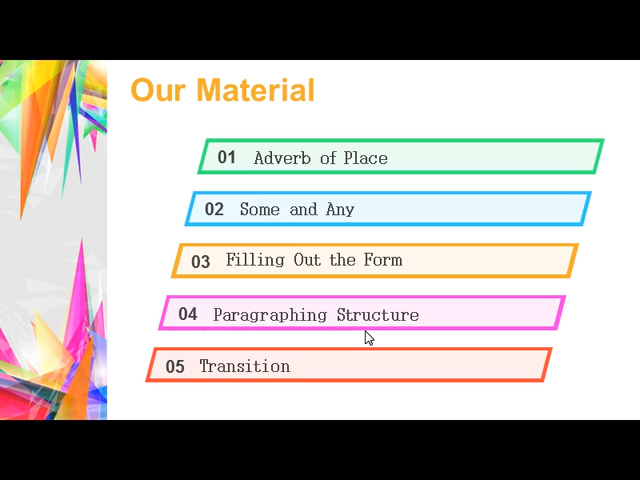 Our Material
01 Adverb of Place
02 Some and Any
03 Filling Out the Form
04 Paragraphing Structure
05 Transition